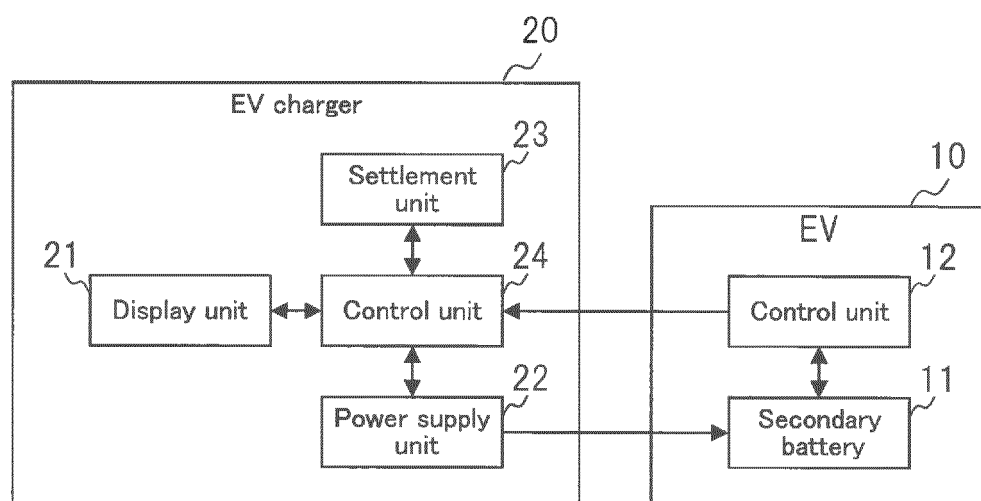 20
EV charger
23
Settlement
unit
10
EV
21
24
12
Display unit
Control unit
Control unit
22
11
Power supply
unit
Secondary
battery